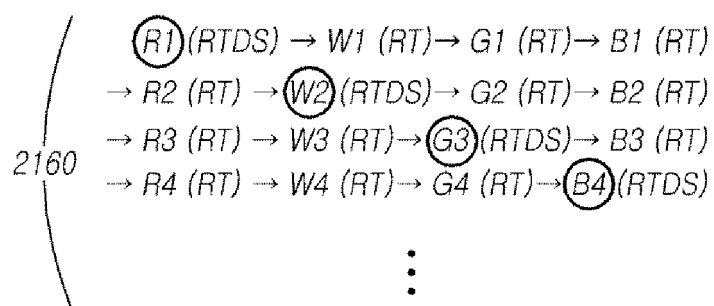 R1 (RTDS) → W1 (RT) → G1 (RT) → B1 (RT)
→ R2 (RT) → W2 (RTDS) → G2 (RT) → B2 (RT)
→ R3 (RT) → W3 (RT) → G3 (RTDS) → B3 (RT)
2160
→ R4 (RT) → W4 (RT) → G4 (RT) → B4 (RTDS)